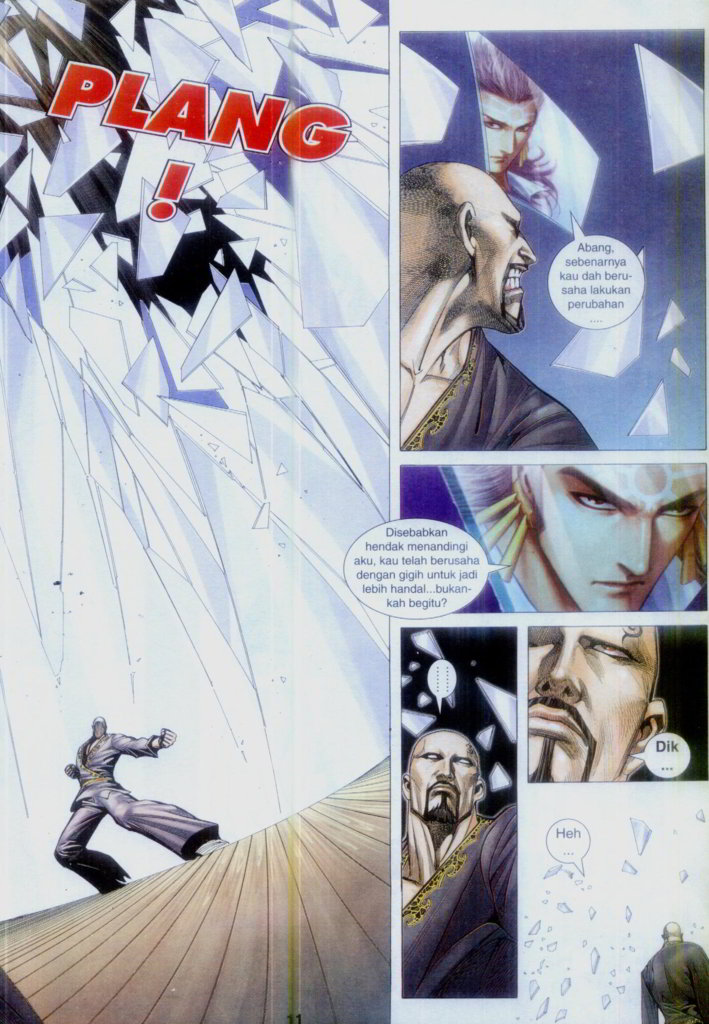 PLANG
!
Abang,
sebenarnya
kau dah beru-
saha lakukan
perubahan
....
Disebabkan
hendak menandingi
aku, kau telah berusaha
dengan gigih untuk jadi
lebih handal...bukan-
kah begitu?
Dik
...
Heh
...
11